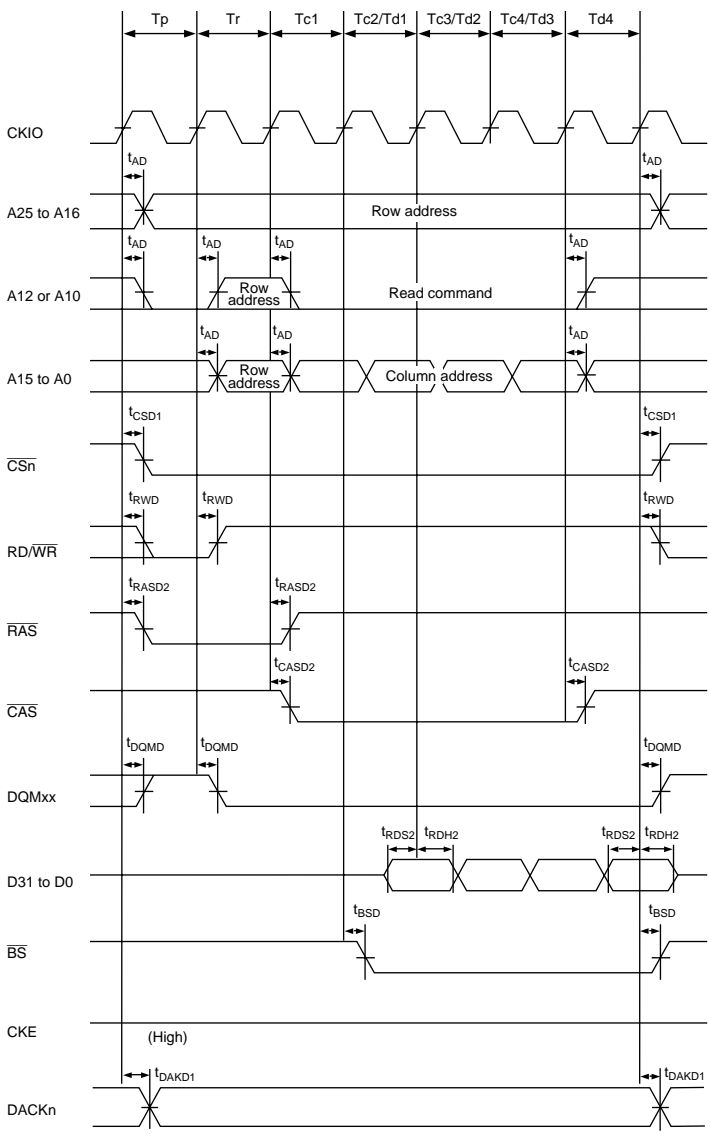 Tp Tr Tc1 Tc2/Td1 Tc3/Td2 Tc4/Td3 Td4
CKIO
tAD tAD
A25 to A16 Row address
tAD tAD tAD tAD
A12 or A10 Row address Read command
tAD tAD tAD
A15 to A0 Row address Column address
tCSD1 tCSD1
CSn
tRWD tRWD tRWD
RD/WR
tRASD2 tRASD2
RAS
tCASD2 tCASD2
CAS
tDQMD tDQMD tDQMD
DQMxx
tRDS2 tRDH2 tRDS2 tRDH2
D31 to D0
tBSD tBSD
BS
CKE
(High)
tDAKD1 tDAKD1
DACKn